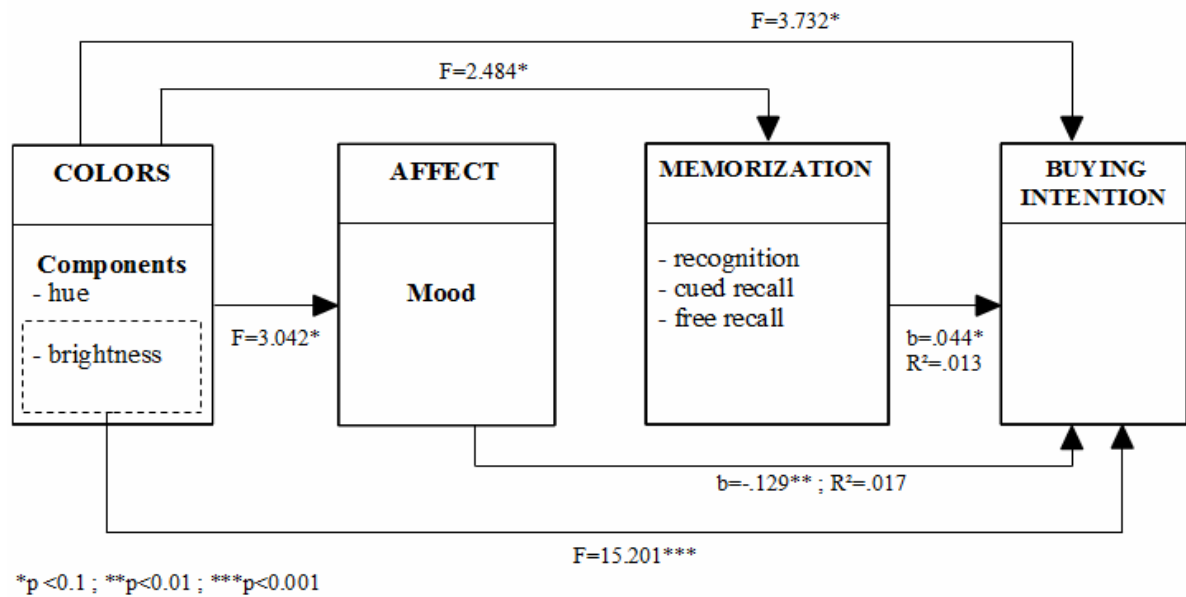 F=3.732*
F=2.484*
COLORS
Components
- hue
- brightness
F=3.042*
AFFECT
Mood
MEMORIZATION
- recognition
- cued recall
- free recall
b=.044*
R²=.013
BUYING
INTENTION
b=-.129** ; R²=.017
F=15.201***
*p <0.1 ; **p<0.01 ; ***p<0.001